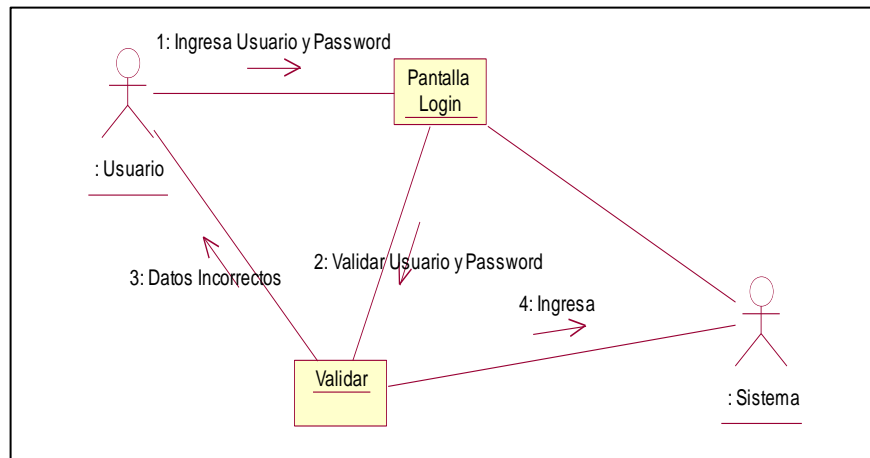 1: Ingresa Usuario y Password
Pantalla
Login
: Usuario
3: Datos Incorrectos
2: Validar Usuario y Password
4: Ingresa
Validar
: Sistema